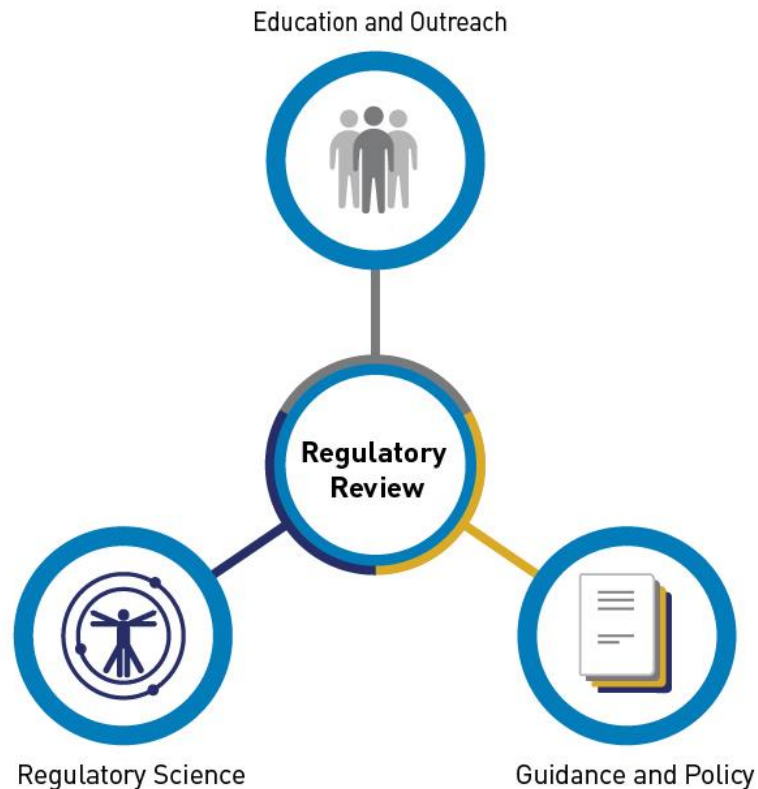 Education and Outreach
Regulatory
Review
Regulatory Science
Guidance and Policy